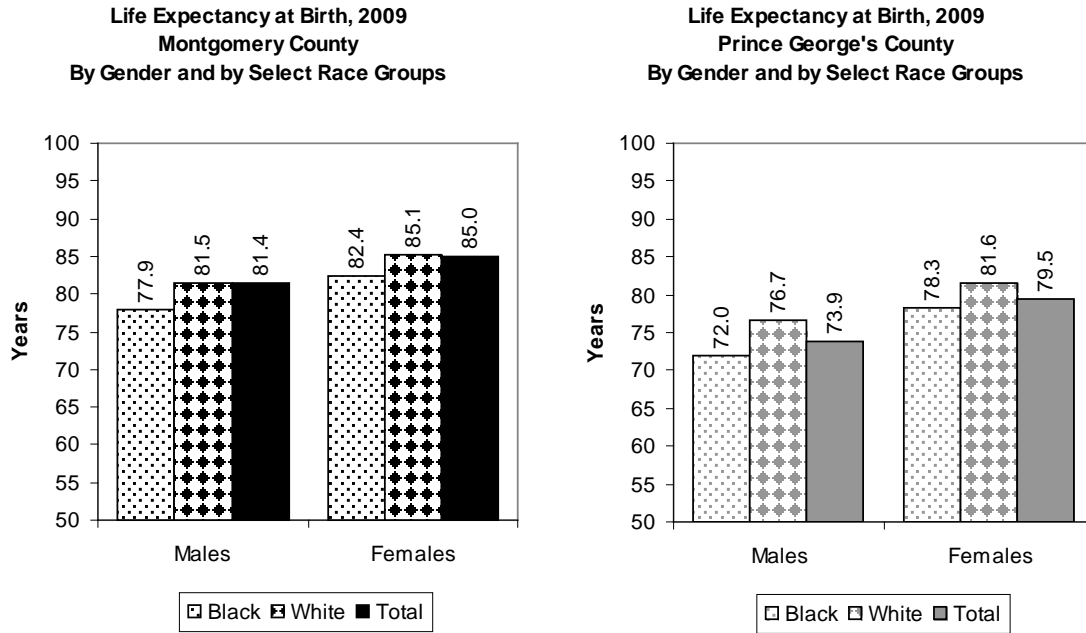 Life Expectancy at Birth, 2009
Montgomery County
By Gender and by Select Race Groups
100
95
90
85
80
75
70
65
60
55
50
Years
77.9
81.5
81.4
82.4
85.1
85.0
Males
Females
Black White Total
Life Expectancy at Birth, 2009
Prince George's County
By Gender and by Select Race Groups
100
95
90
85
80
75
70
65
60
55
50
Years
72.0
76.7
73.9
78.3
81.6
79.5
Males
Females
Black White Total